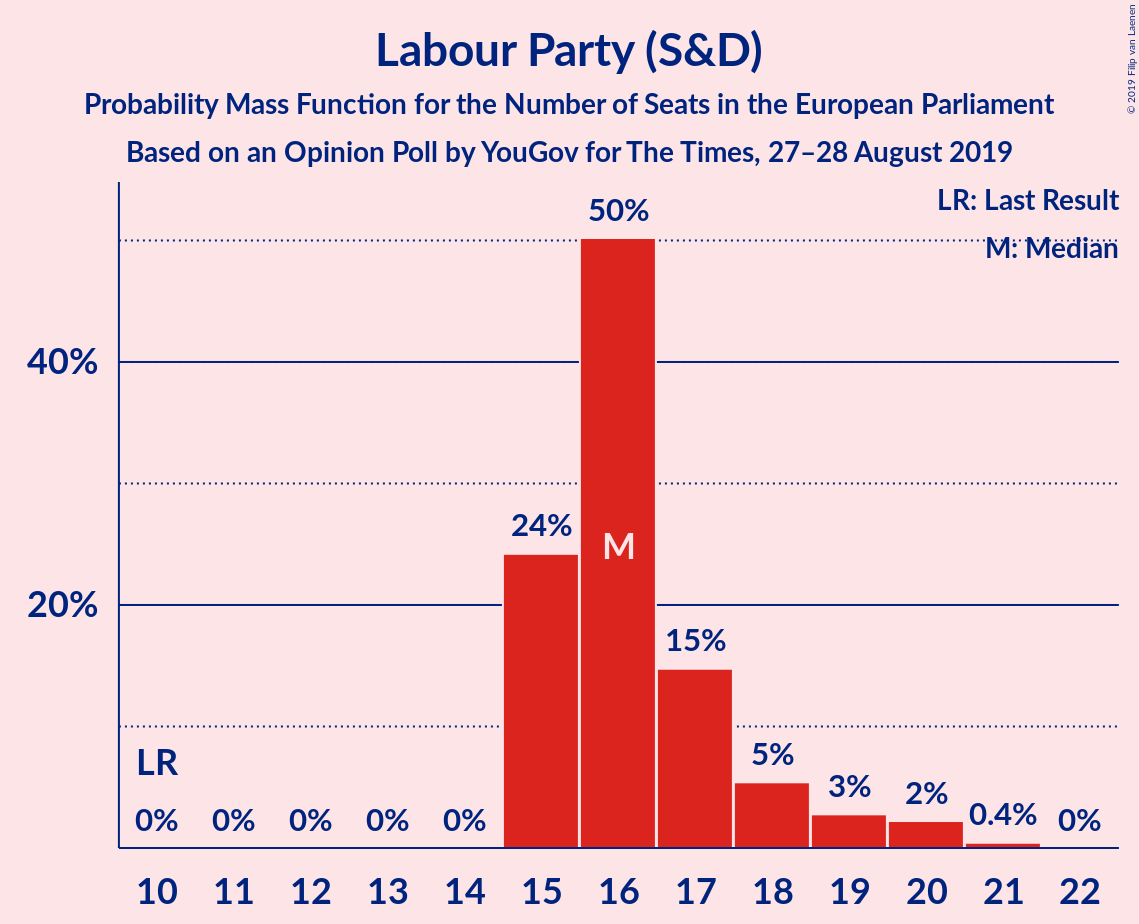 Labour Party (S&D)
Probability Mass Function for the Number of Seats in the European Parliament
Based on an Opinion Poll by YouGov for The Times, 27–28 August 2019
© 2019 Filip van Laenen
LR: Last Result
M: Median
50%
40%
24%
M
20%
15%
LR
5%
3%
2%
0.4%
0%
0%
0%
0%
0%
0%
10 11 12 13 14 15 16 17 18 19 20 21 22